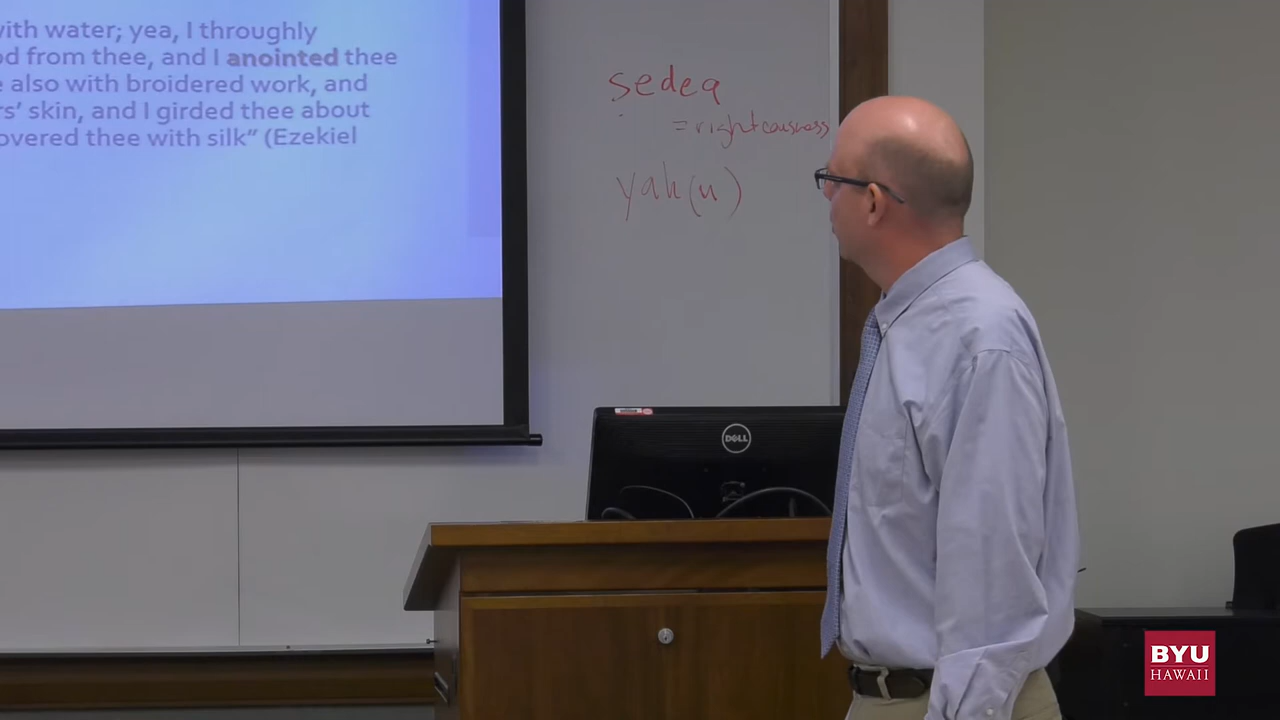 with water; yea, I throughly
od from thee, and I anointed thee
e also with broidered work, and
rs' skin, and I girded thee about
overed thee with silk" (Ezekiel
sedeq
= righteousness
yah(u)
DELL
BYU
HAWAII